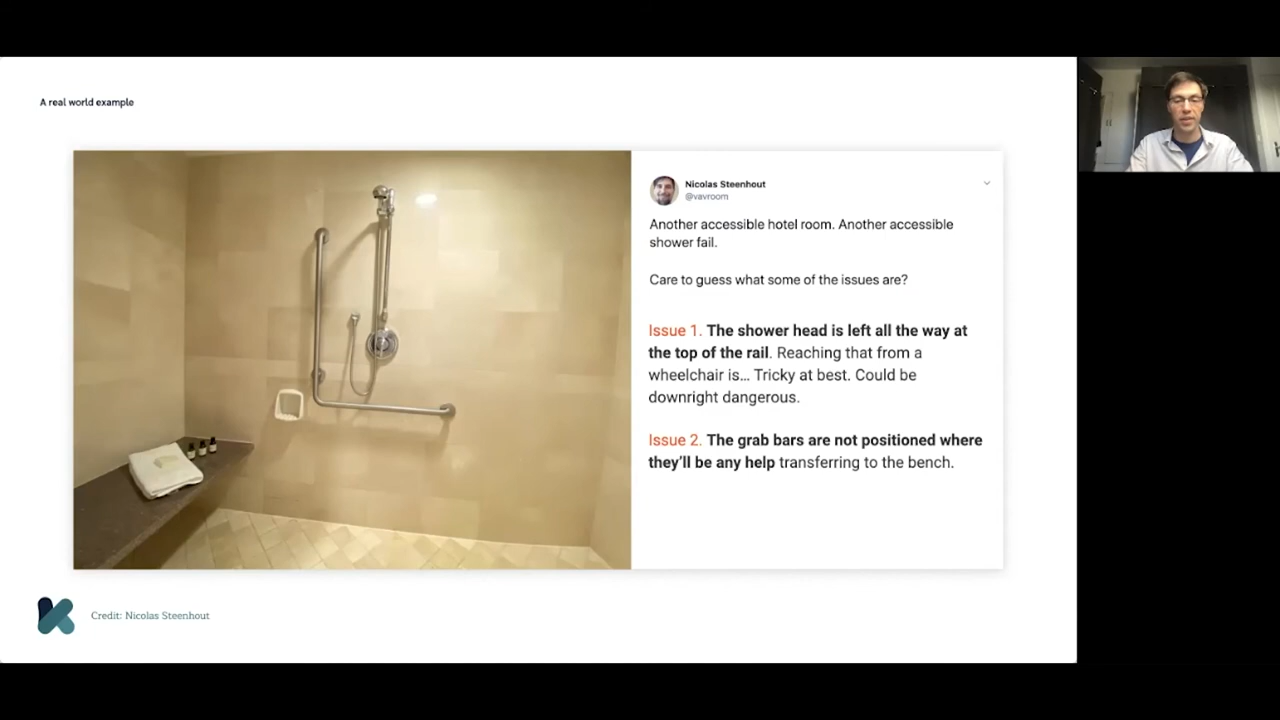 A real world example
Nicolas Steenhout
@vavroom
Another accessible hotel room. Another accessible
shower fail.
Care to guess what some of the issues are?
Issue 1. The shower head is left all the way at
the top of the rail. Reaching that from a
wheelchair is... Tricky at best. Could be
downright dangerous.
Issue 2. The grab bars are not positioned where
they'll be any help transferring to the bench.
Credit: Nicolas Steenhout